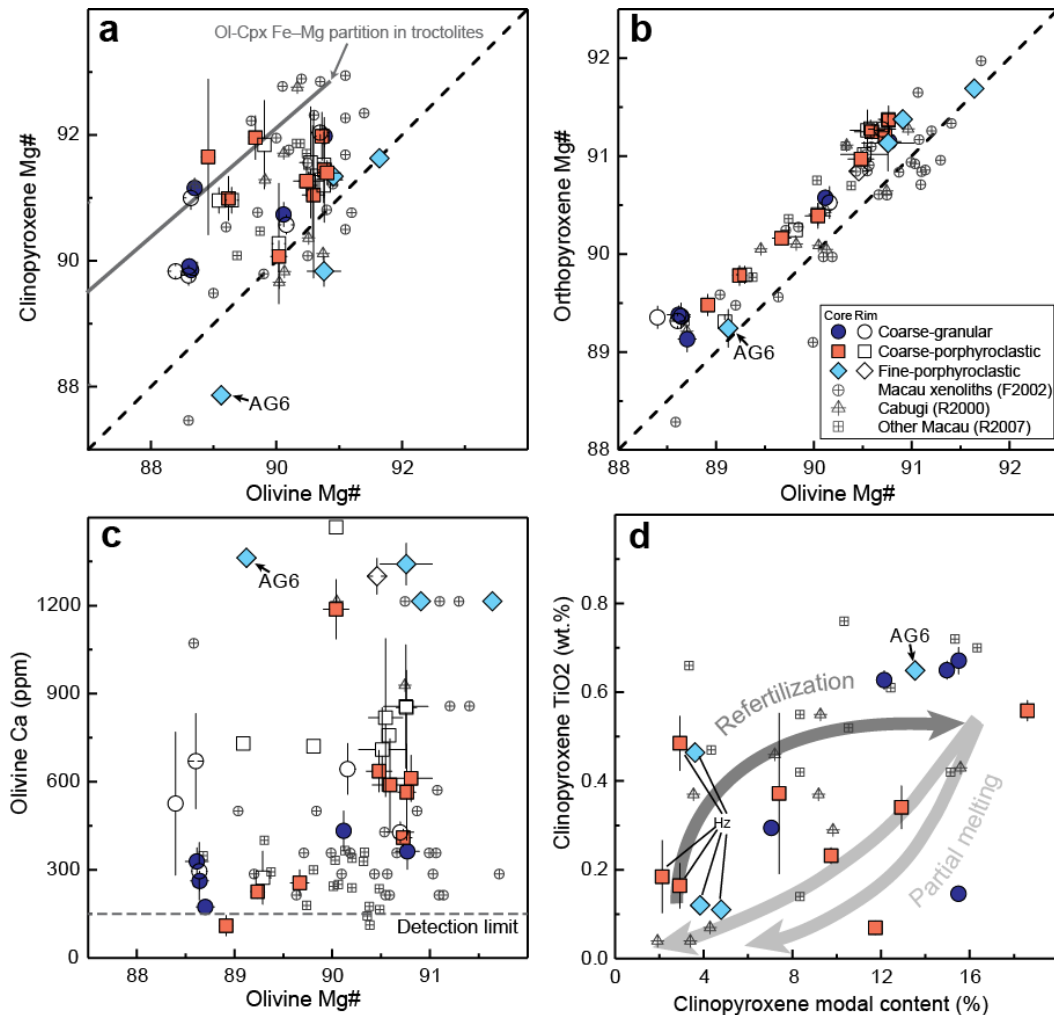 a
Ol-Cpx Fe–Mg partition in troctolites
92
90
88
Clinopyroxene Mg#
AG6
88
90
92
Olivine Mg#
b
92
91
90
89
88
Orthopyroxene Mg#
AG6
Core Rim
Coarse-granular
Coarse-porphyroclastic
Fine-porphyroclastic
Macau xenoliths (F2002)
Cabugi (R2000)
Other Macau (R2007)
88
89
90
91
92
Olivine Mg#
c
1200
900
600
300
0
Olivine Ca (ppm)
AG6
Detection limit
88
89
90
91
Olivine Mg#
d
0.8
0.6
0.4
0.2
0.0
Clinopyroxene TiO2 (wt.%)
AG6
Refertilization
Hz
Partial melting
0
4
8
12
16
Clinopyroxene modal content (%)